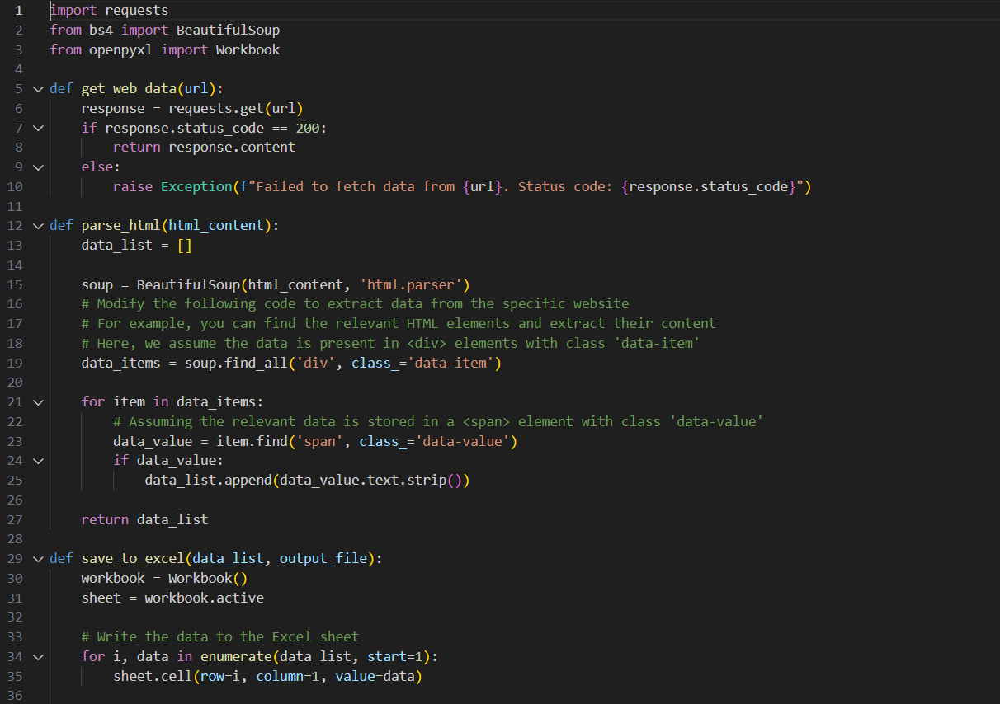 1 import requests
2 from bs4 import BeautifulSoup
3 from openpyxl import Workbook
4
5 def get_web_data(url):
6     response = requests.get(url)
7     if response.status_code == 200:
8         return response.content
9     else:
10         raise Exception(f"Failed to fetch data from {url}. Status code: {response.status_code}")
11
12 def parse_html(html_content):
13     data_list = []
14
15     soup = BeautifulSoup(html_content, 'html.parser')
16     # Modify the following code to extract data from the specific website
17     # For example, you can find the relevant HTML elements and extract their content
18     # Here, we assume the data is present in <div> elements with class 'data-item'
19     data_items = soup.find_all('div', class_='data-item')
20
21     for item in data_items:
22         # Assuming the relevant data is stored in a <span> element with class 'data-value'
23         data_value = item.find('span', class_='data-value')
24         if data_value:
25             data_list.append(data_value.text.strip())
26
27     return data_list
28
29 def save_to_excel(data_list, output_file):
30     workbook = Workbook()
31     sheet = workbook.active
32
33     # Write the data to the Excel sheet
34     for i, data in enumerate(data_list, start=1):
35         sheet.cell(row=i, column=1, value=data)
36